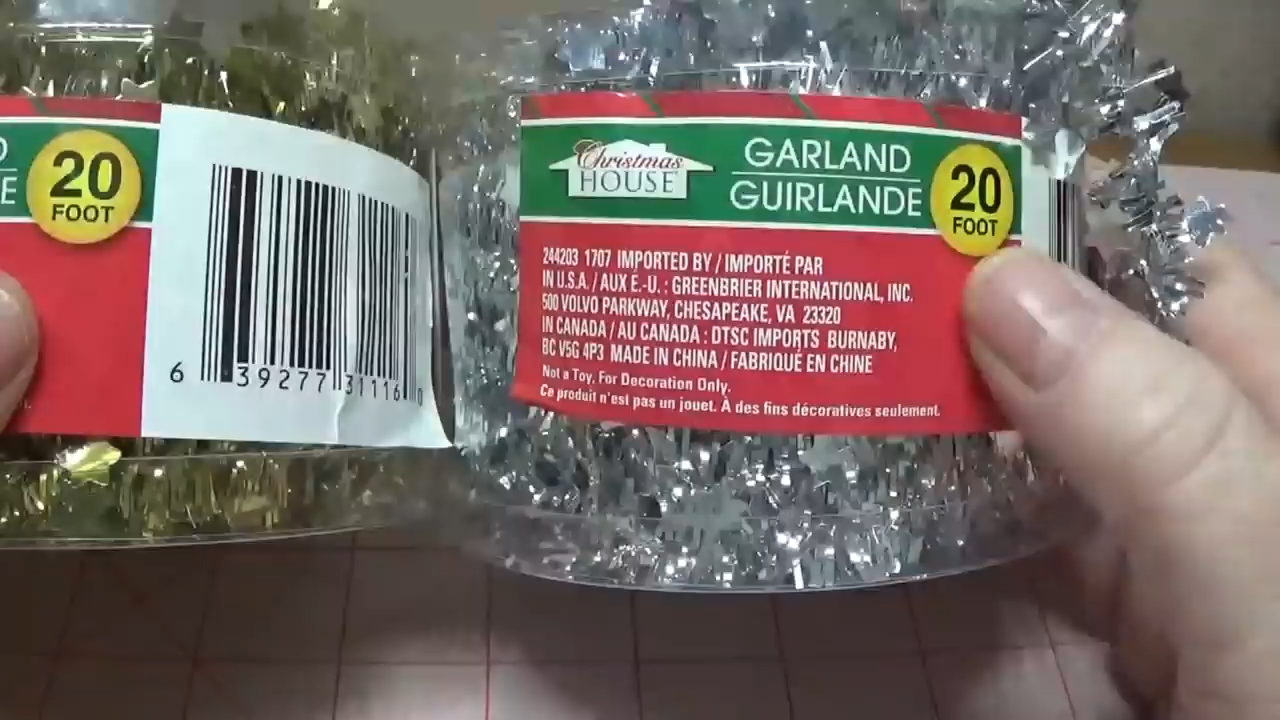 20
FOOT
6 39277 31116 0
Christmas
HOUSE
GARLAND
GUIRLANDE
20
FOOT
244203 1707 IMPORTED BY / IMPORTÉ PAR
IN U.S.A. / AUX É.-U. : GREENBRIER INTERNATIONAL, INC.
500 VOLVO PARKWAY, CHESAPEAKE, VA 23320
IN CANADA / AU CANADA : DTSC IMPORTS BURNABY,
BC V5G 4P3 MADE IN CHINA / FABRIQUÉ EN CHINE
Not a Toy. For Decoration Only.
Ce produit n'est pas un jouet. À des fins décoratives seulement.